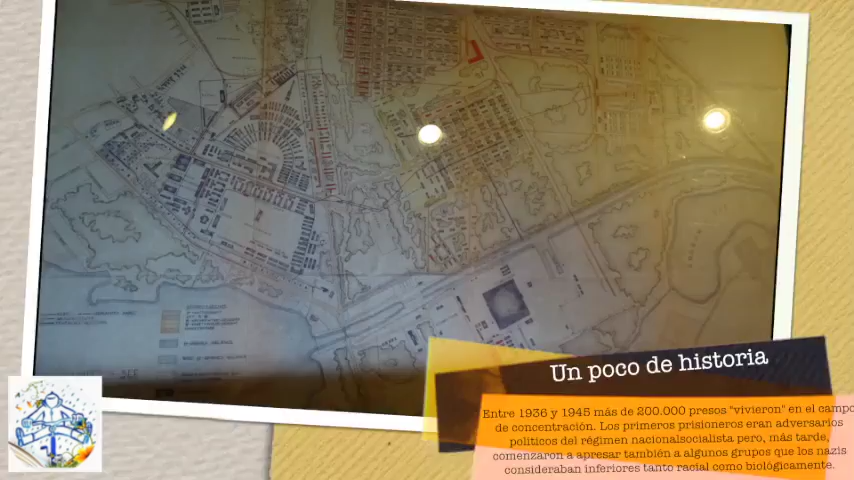 Un poco de historia
Entre 1936 y 1945 más de 200.000 presos "vivieron" en el campo
de concentración. Los primeros prisioneros eran adversarios
políticos del régimen nacionalsocialista pero, más tarde,
comenzaron a apresar también a algunos grupos que los nazis
consideraban inferiores tanto racial como biológicamente.